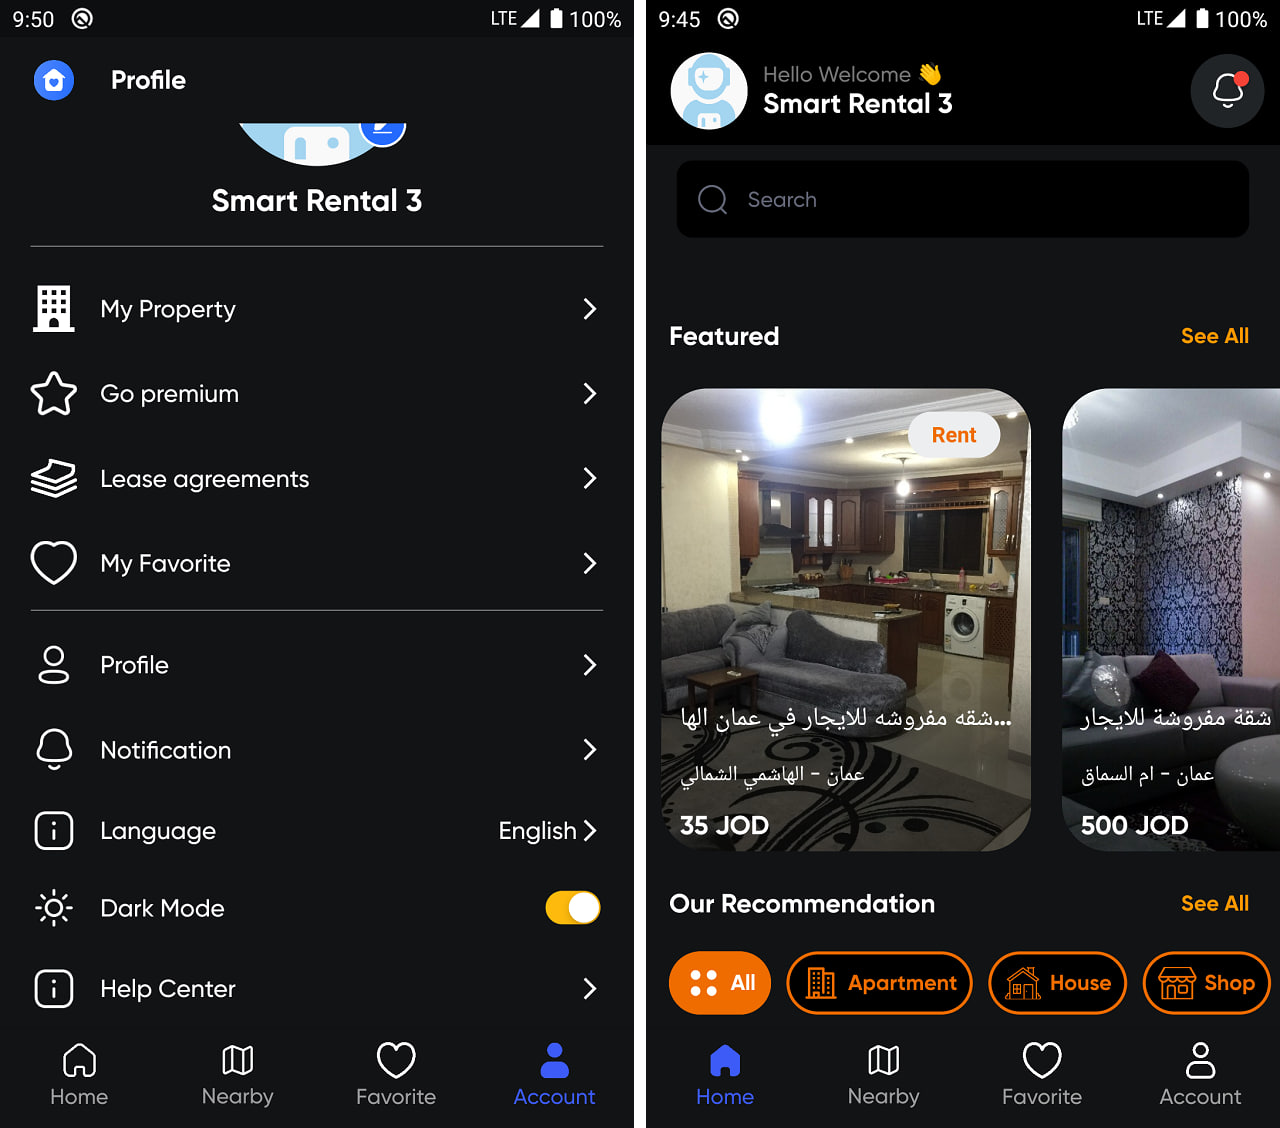 9:50
LTE 100%
Profile
Smart Rental 3
My Property
Go premium
Lease agreements
My Favorite
Profile
Notification
Language English
Dark Mode
Help Center
Home Nearby Favorite Account
9:45
LTE 100%
Hello Welcome 👋
Smart Rental 3
Search
Featured See All
Rent
شقه مفروشه للايجار في عمان الها...
عمان - الهاشمي الشمالي
35 JOD
شقة مفروشة للايجار
عمان - ام السماق
500 JOD
Our Recommendation See All
All Apartment House Shop
Home Nearby Favorite Account